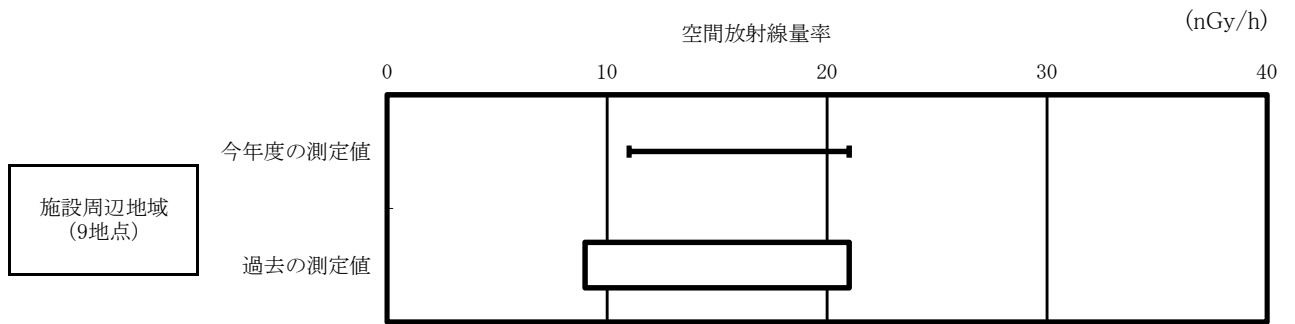 (nGy/h)
空間放射線量率
0 10 20 30 40
今年度の測定値
施設周辺地域
(9地点)
過去の測定値